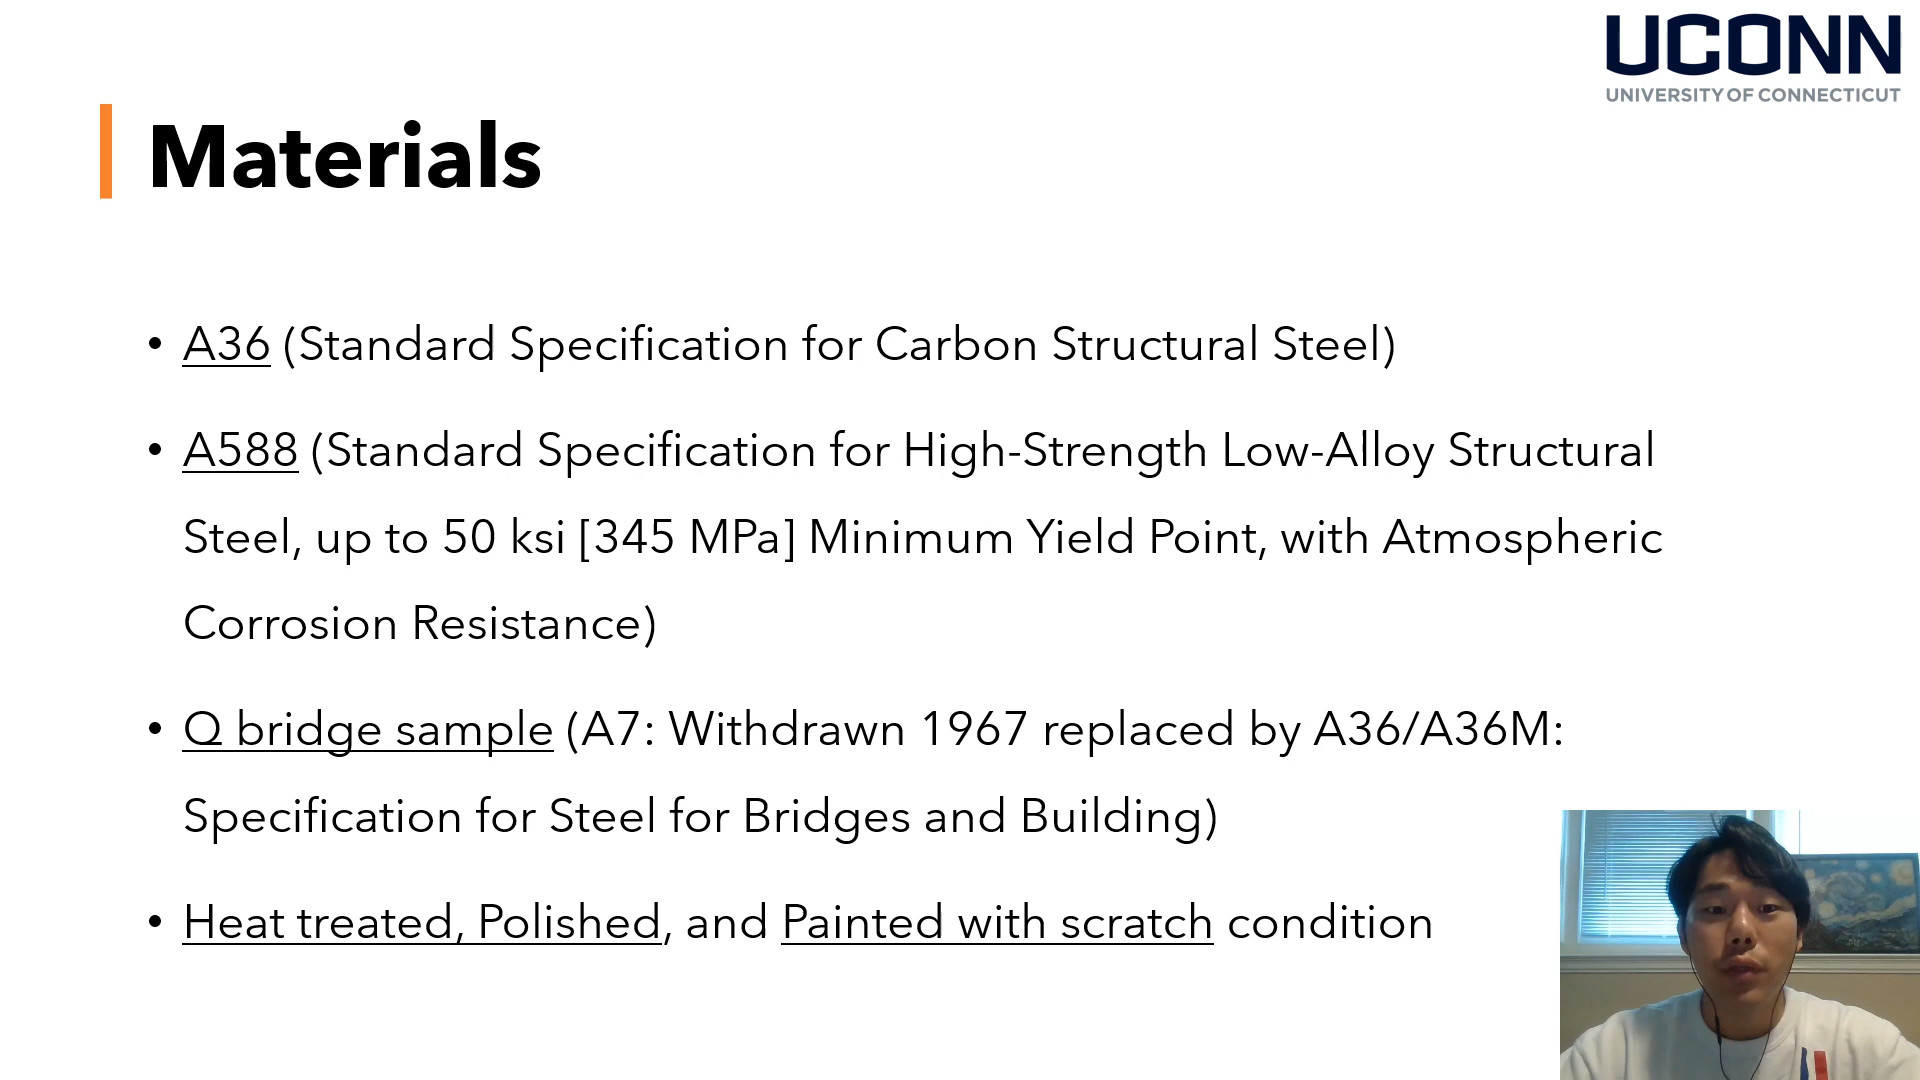 UCONN
UNIVERSITY OF CONNECTICUT
Materials
• A36 (Standard Specification for Carbon Structural Steel)
• A588 (Standard Specification for High-Strength Low-Alloy Structural
Steel, up to 50 ksi [345 MPa] Minimum Yield Point, with Atmospheric
Corrosion Resistance)
• Q bridge sample (A7: Withdrawn 1967 replaced by A36/A36M:
Specification for Steel for Bridges and Building)
• Heat treated, Polished, and Painted with scratch condition